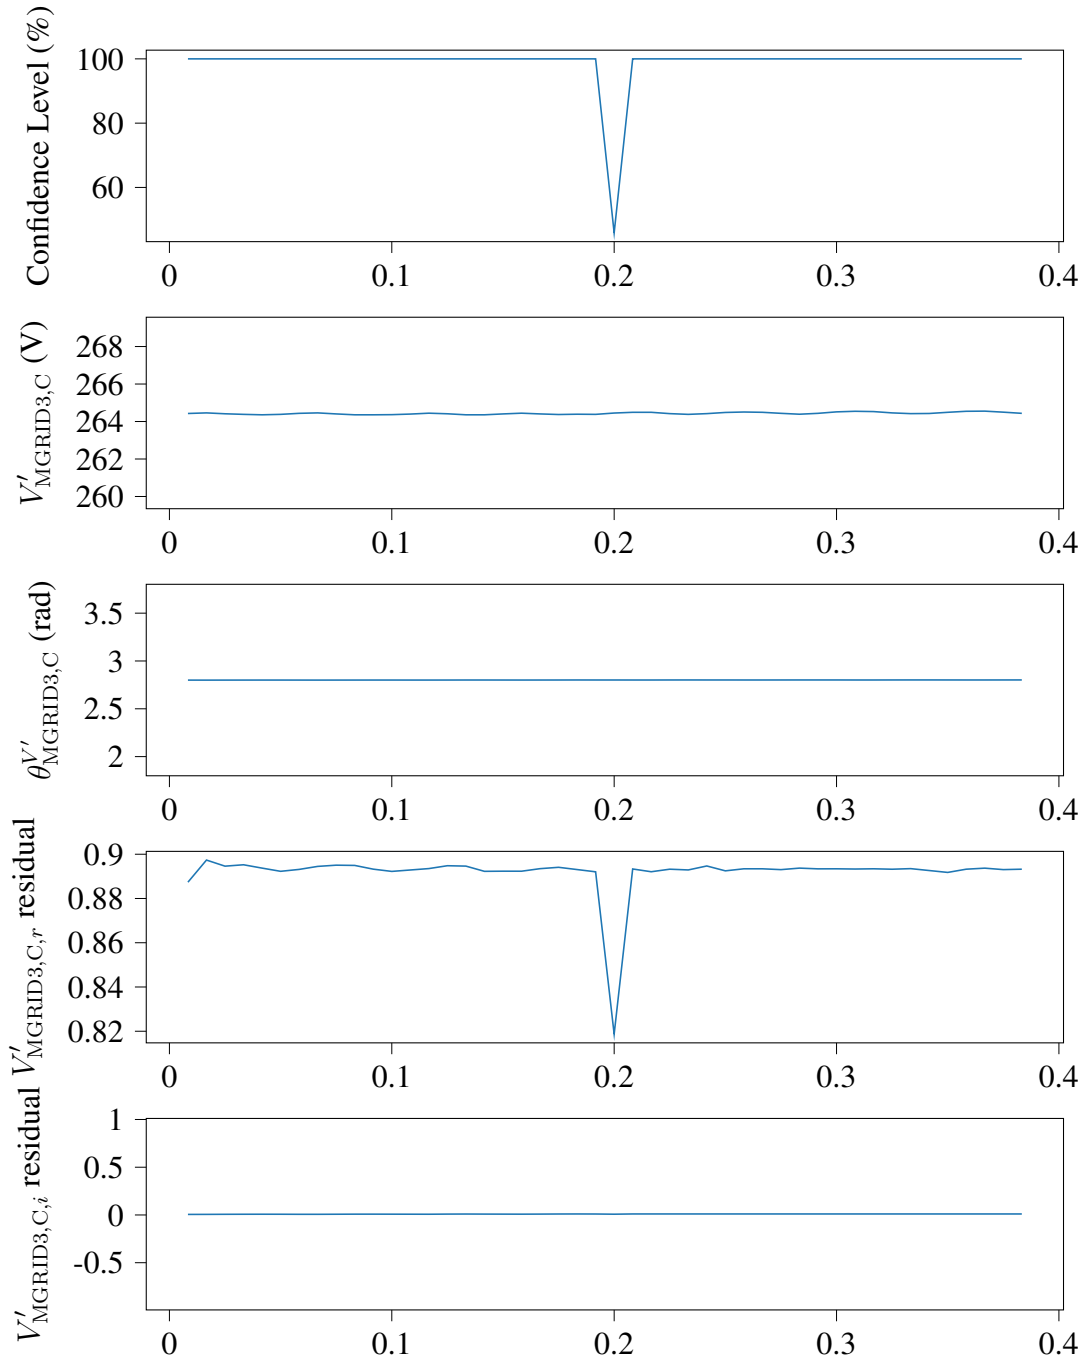 Confidence Level (%)
100
80
60
0 0.1 0.2 0.3 0.4
V′MGRID3,C (V)
268
266
264
262
260
0 0.1 0.2 0.3 0.4
θV′MGRID3,C (rad)
3.5
3
2.5
2
0 0.1 0.2 0.3 0.4
V′MGRID3,C,r residual
0.9
0.88
0.86
0.84
0.82
0 0.1 0.2 0.3 0.4
V′MGRID3,C,i residual
1
0.5
0
-0.5
0 0.1 0.2 0.3 0.4